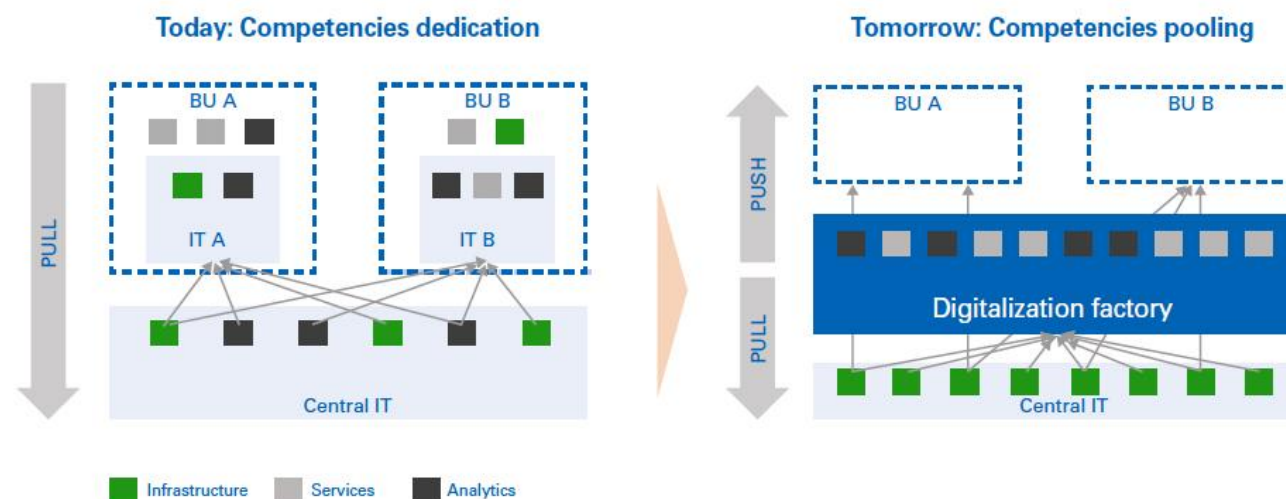 Today: Competencies dedication
Tomorrow: Competencies pooling
PULL
BU A
BU B
IT A
IT B
Central IT
PUSH
PULL
BU A
BU B
Digitalization factory
Central IT
Infrastructure
Services
Analytics